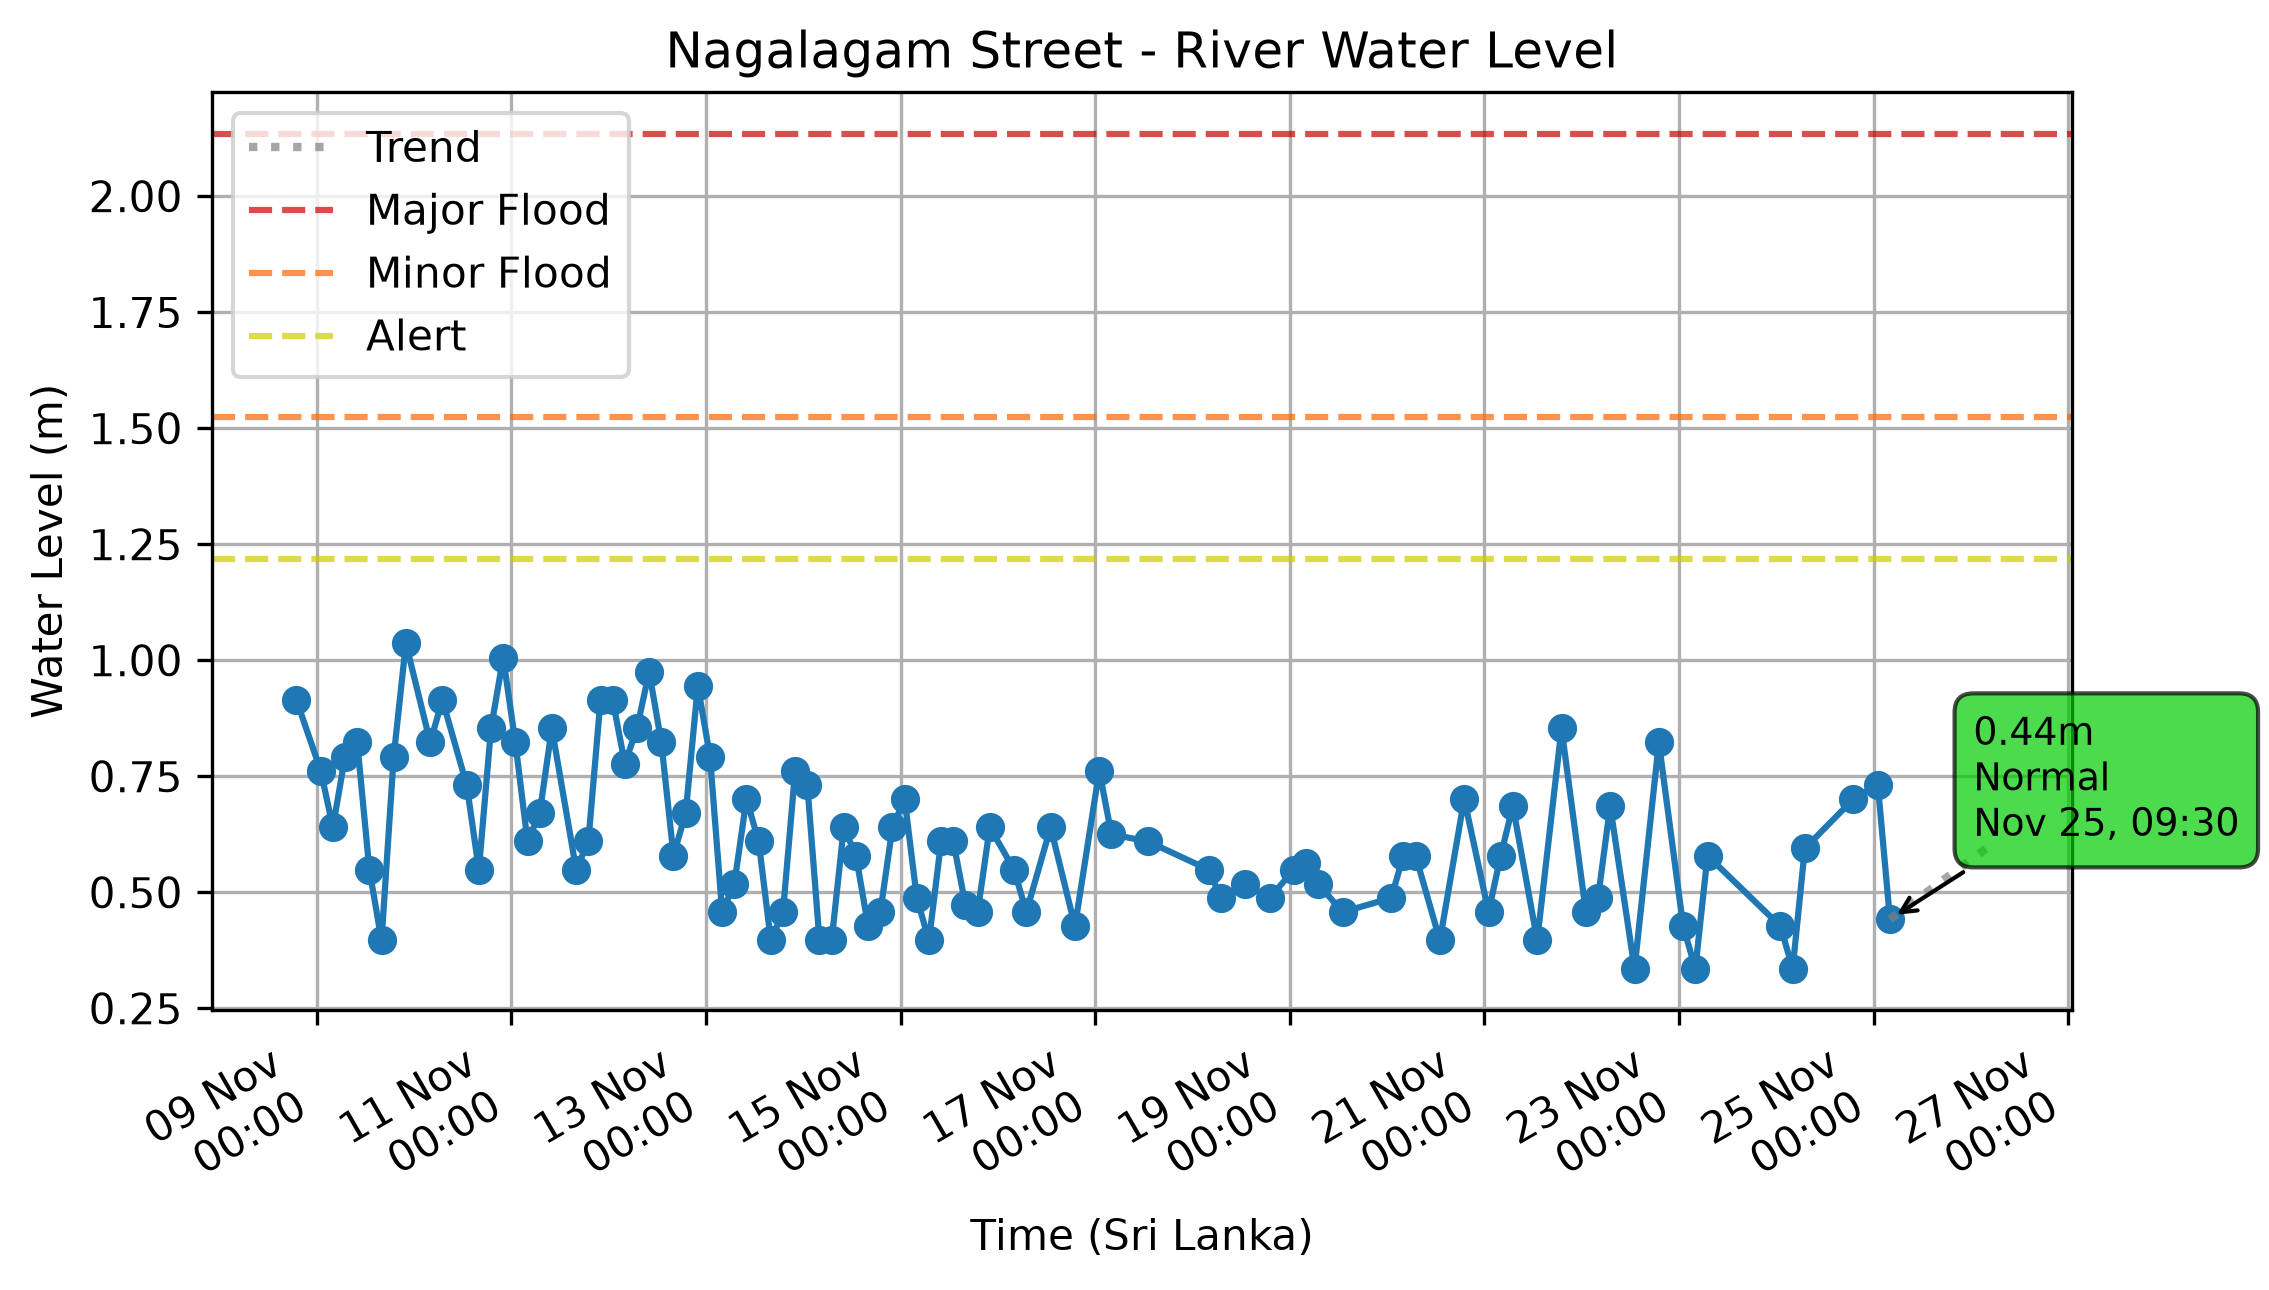 Nagalagam Street - River Water Level
Trend
Major Flood
Minor Flood
Alert
Water Level (m)
2.00
1.75
1.50
1.25
1.00
0.75
0.50
0.25
0.44m
Normal
Nov 25, 09:30
09 Nov
00:00
11 Nov
00:00
13 Nov
00:00
15 Nov
00:00
17 Nov
00:00
19 Nov
00:00
21 Nov
00:00
23 Nov
00:00
25 Nov
00:00
27 Nov
00:00
Time (Sri Lanka)